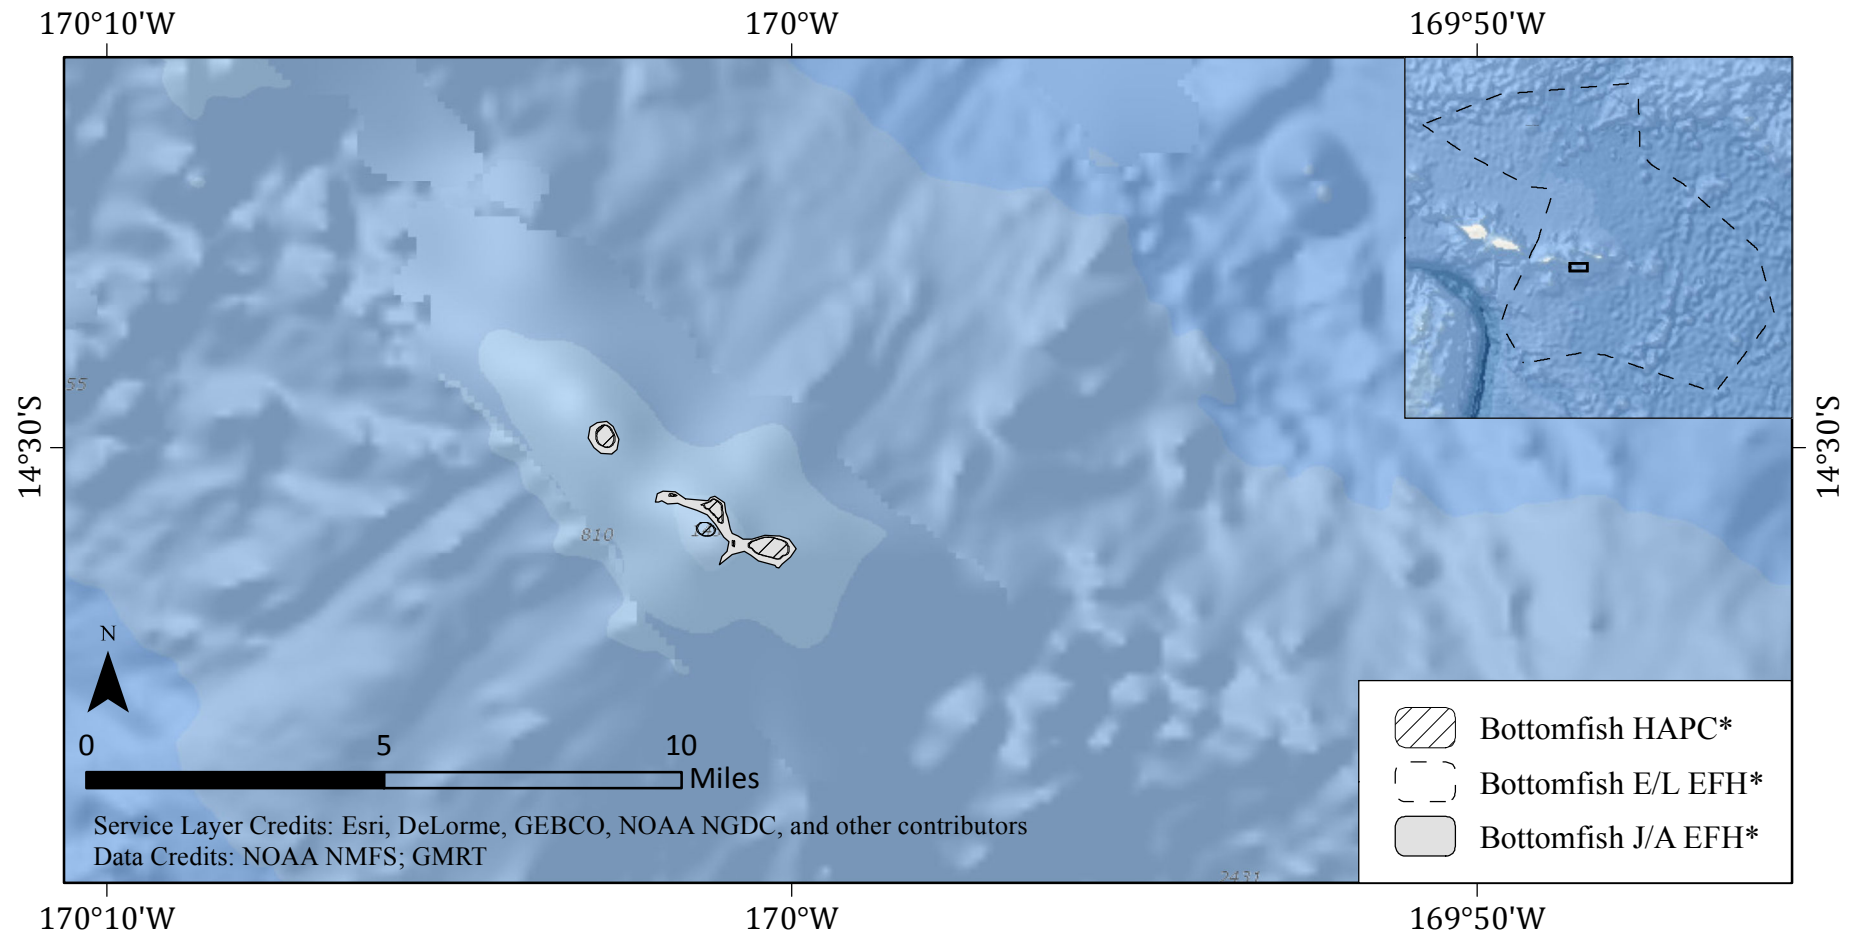 170°10'W 170°W 169°50'W
55
14°30'S 14°30'S
810
N
0 5 10
Miles
Bottomfish HAPC*
Bottomfish E/L EFH*
Bottomfish J/A EFH*
Service Layer Credits: Esri, DeLorme, GEBCO, NOAA NGDC, and other contributors
Data Credits: NOAA NMFS; GMRT
2431
170°10'W 170°W 169°50'W